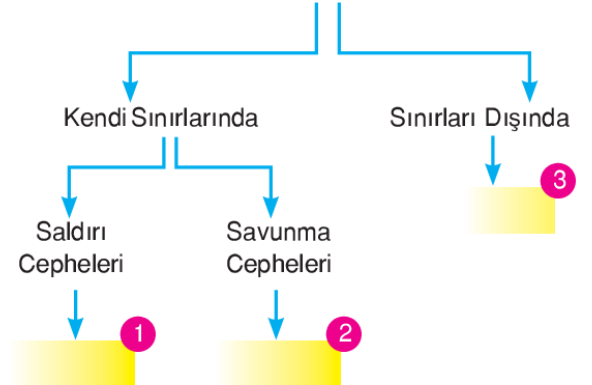 Kendi Sınırlarında
Sınırları Dışında
3
Saldırı
Cepheleri
Savunma
Cepheleri
1
2